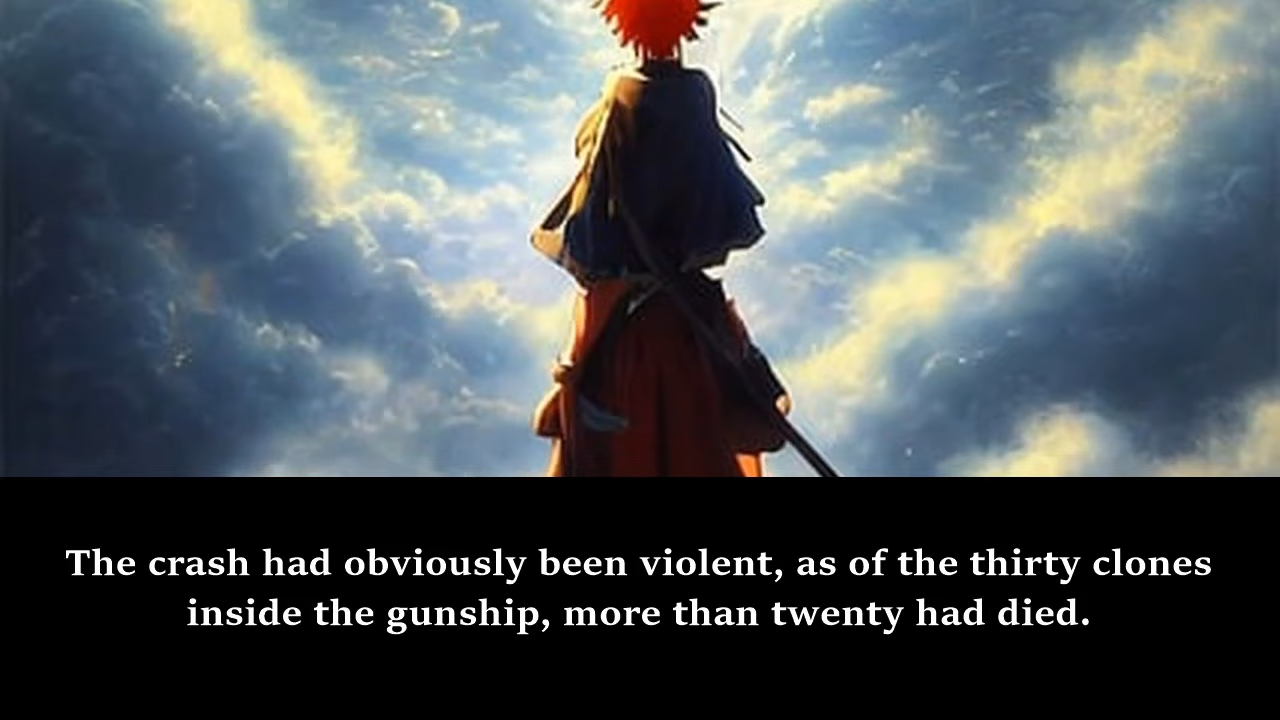 The crash had obviously been violent, as of the thirty clones
inside the gunship, more than twenty had died.